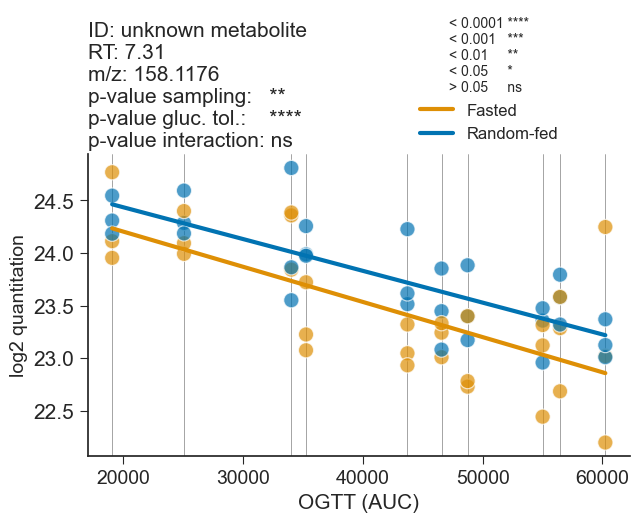 ID: unknown metabolite
RT: 7.31
m/z: 158.1176
p-value sampling: **
p-value gluc. tol.: ****
p-value interaction: ns
< 0.0001 ****
< 0.001 ***
< 0.01 **
< 0.05 *
> 0.05 ns
Fasted
Random-fed
log2 quantitation
24.5
24.0
23.5
23.0
22.5
20000 30000 40000 50000 60000
OGTT (AUC)